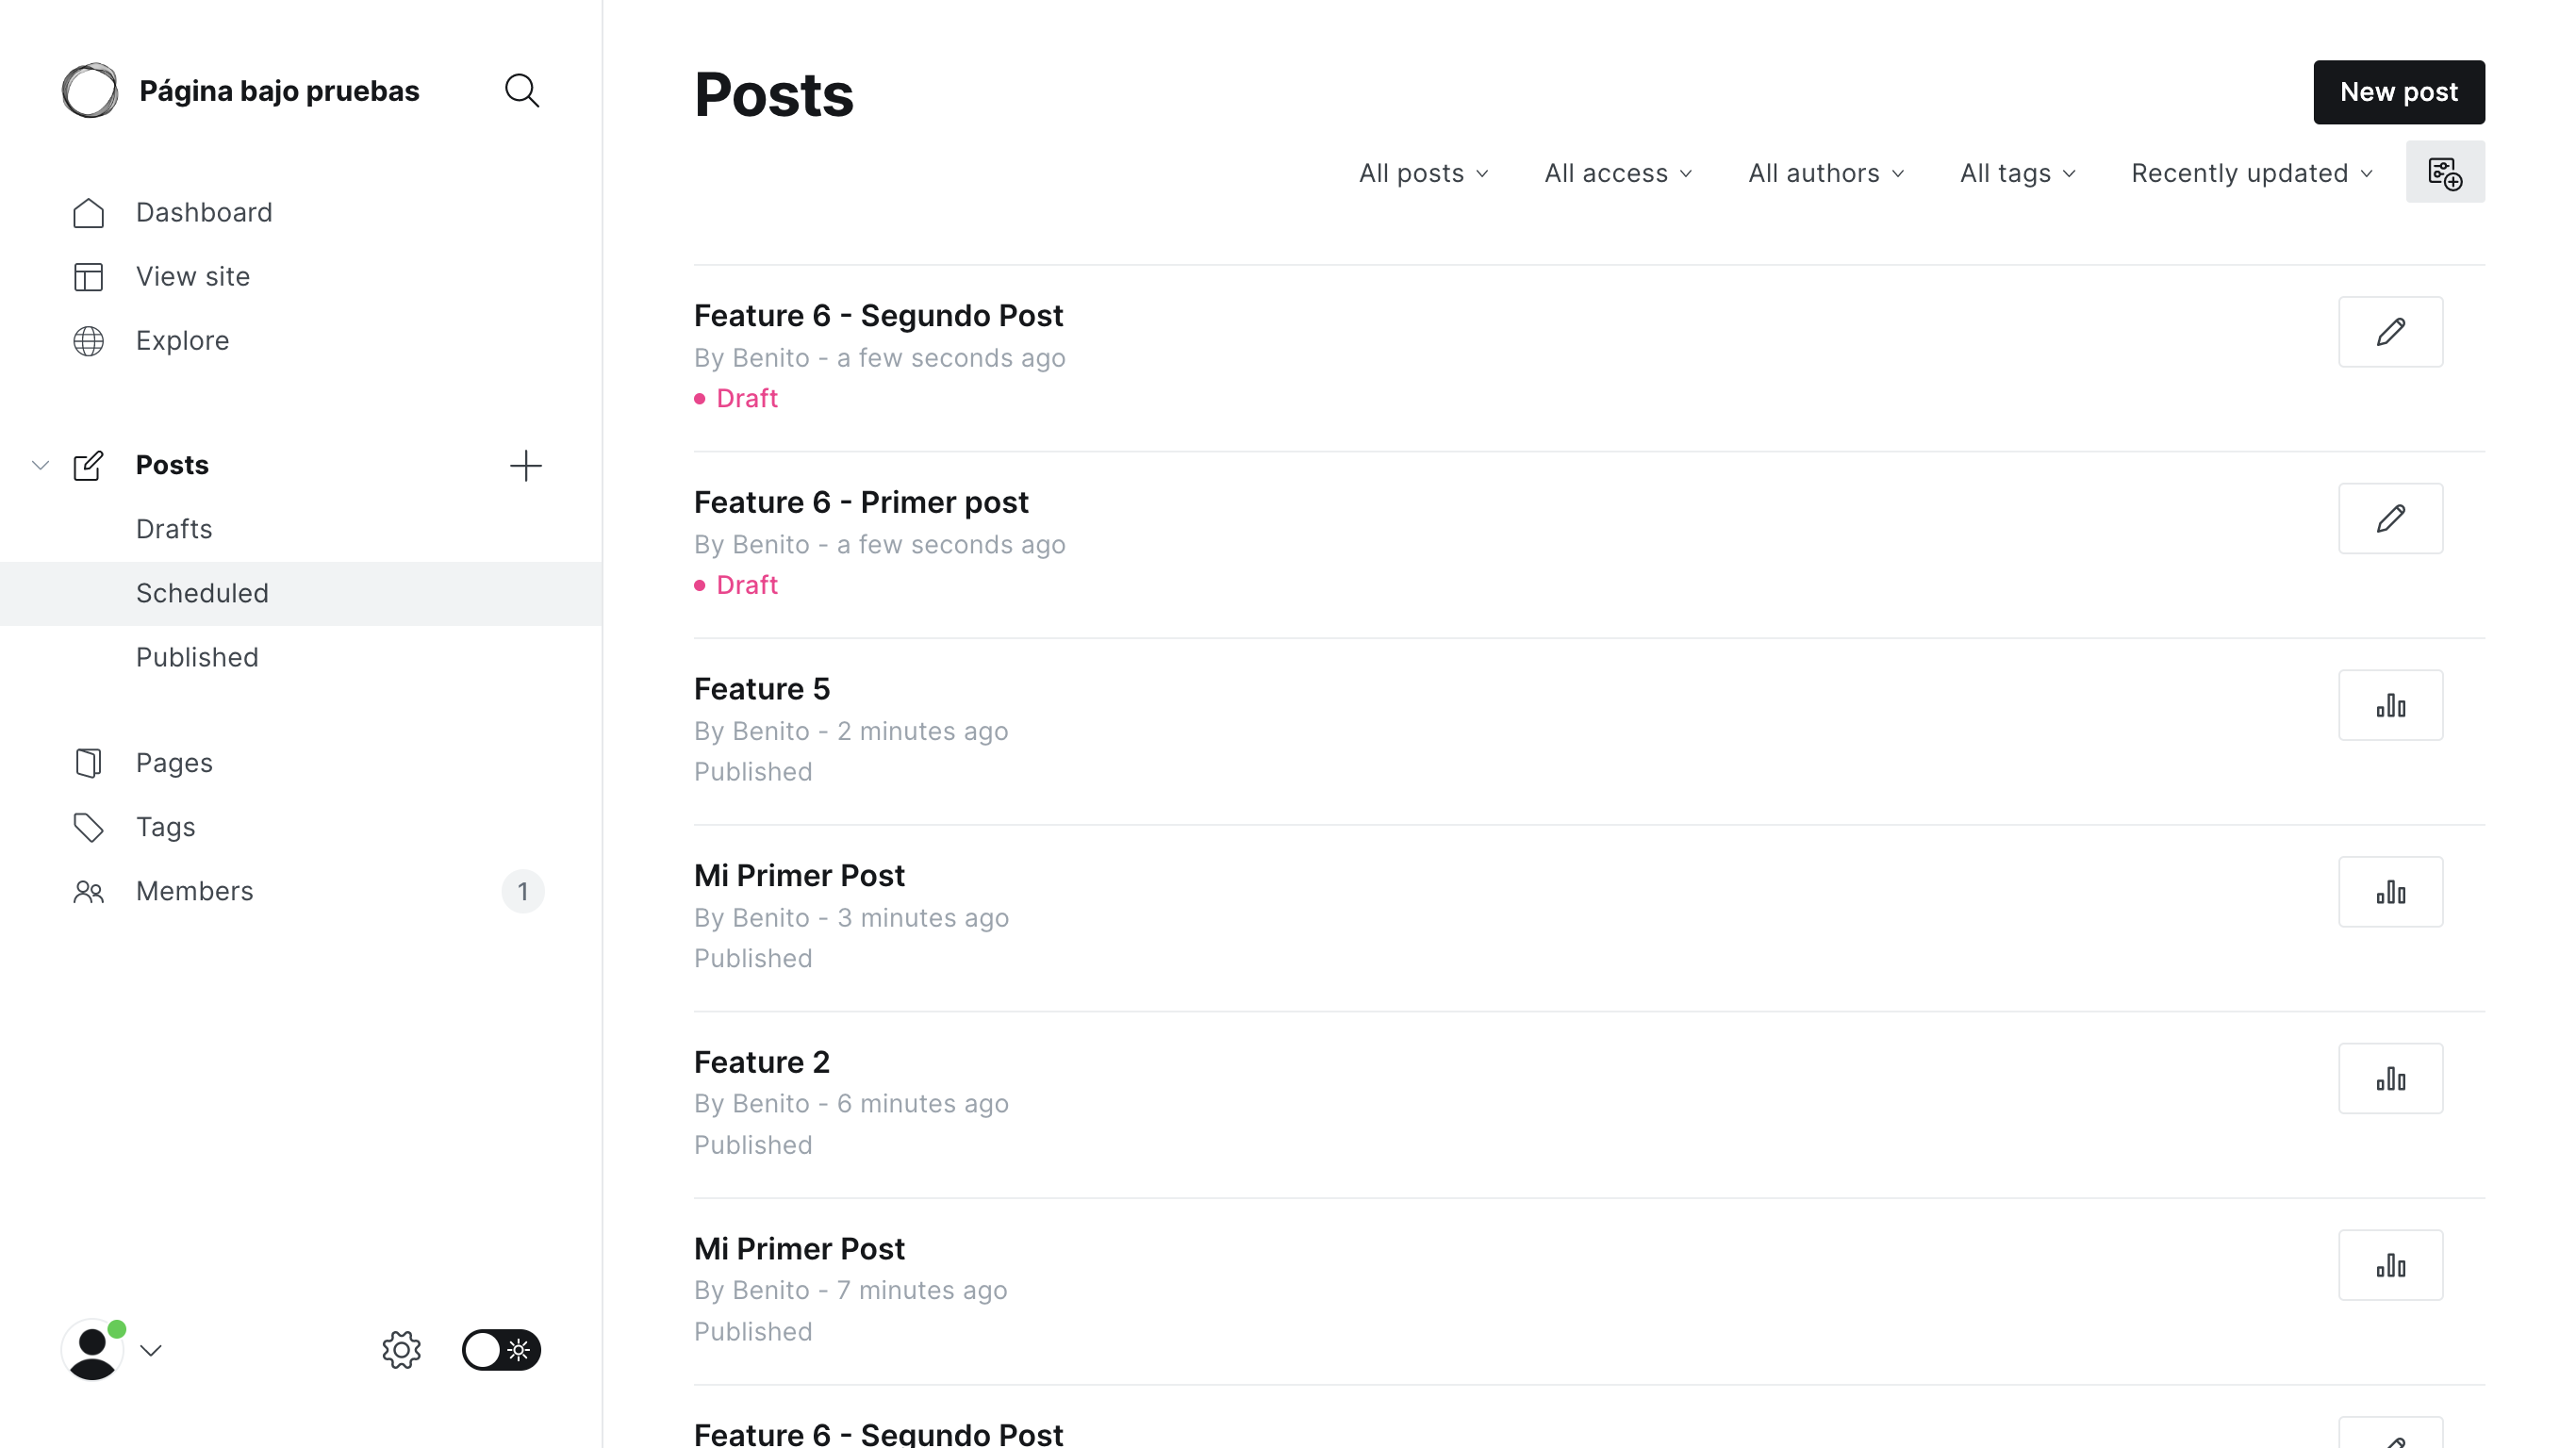 Página bajo pruebas
Dashboard
View site
Explore
Posts
Drafts
Scheduled
Published
Pages
Tags
Members
1
Posts
New post
All posts
All access
All authors
All tags
Recently updated
Feature 6 - Segundo Post
By Benito - a few seconds ago
Draft
Feature 6 - Primer post
By Benito - a few seconds ago
Draft
Feature 5
By Benito - 2 minutes ago
Published
Mi Primer Post
By Benito - 3 minutes ago
Published
Feature 2
By Benito - 6 minutes ago
Published
Mi Primer Post
By Benito - 7 minutes ago
Published
Feature 6 - Segundo Post